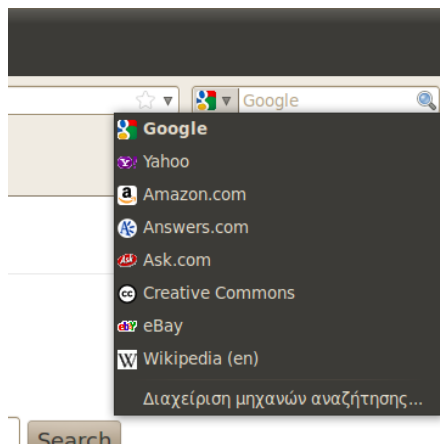 Google
Google
Yahoo
Amazon.com
Answers.com
Ask.com
Creative Commons
eBay
Wikipedia (en)
Διαχείριση μηχανών αναζήτησης...
Search